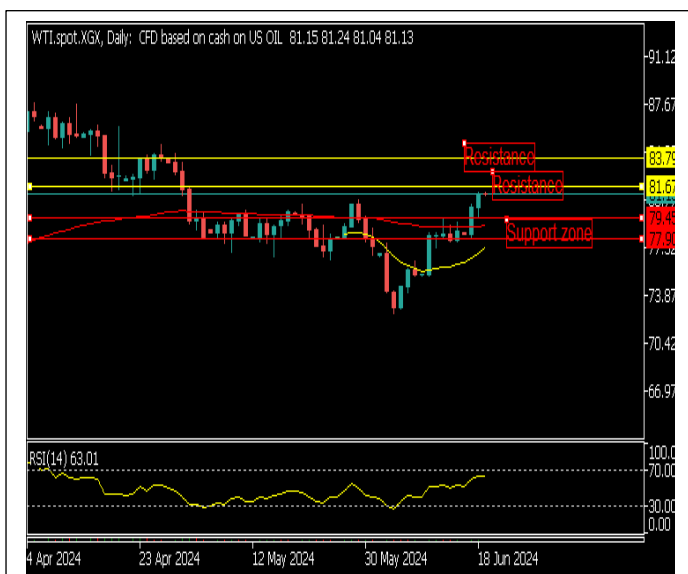 WTI.spot.XGX, Daily: CFD based on cash on US OIL 81.15 81.24 81.04 81.13
91.12
87.67
Resistance
83.79
Resistance
81.67
79.45
Support zone
77.90
77.32
73.87
70.42
66.97
RSI(14) 63.01
100.0
70.00
30.00
0.00
4 Apr 2024 23 Apr 2024 12 May 2024 30 May 2024 18 Jun 2024